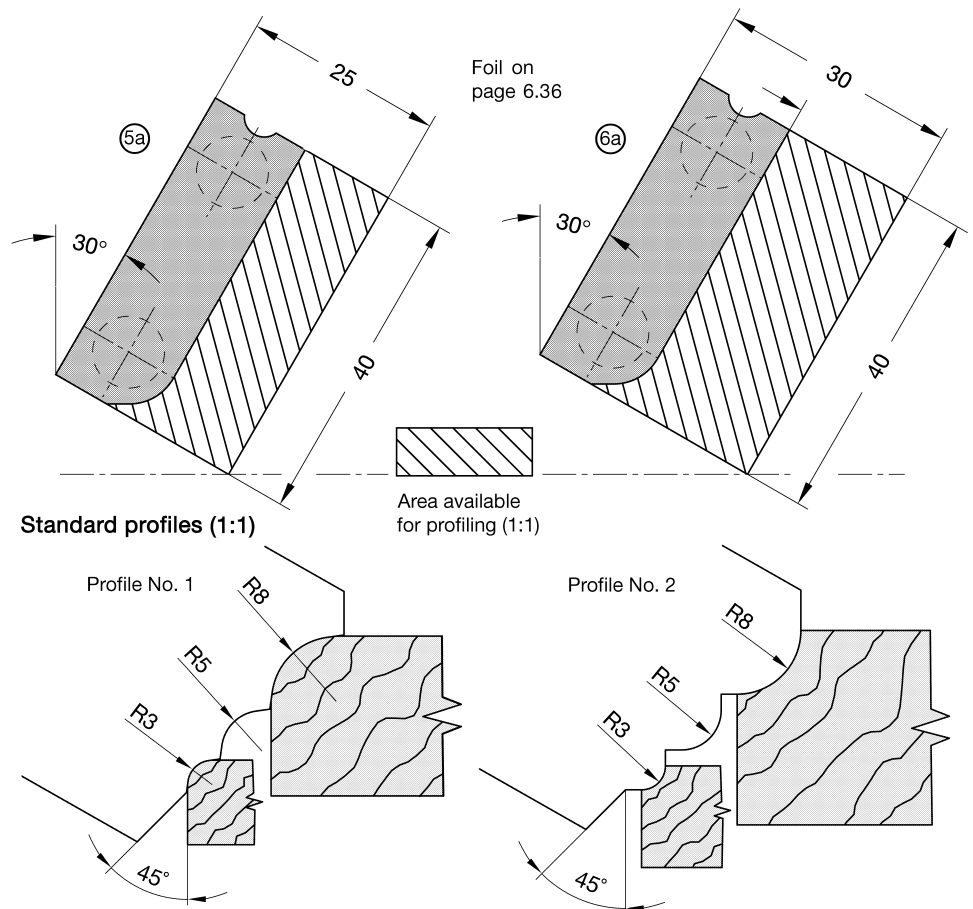 25
Foil on
page 6.36
30
5a
6a
30°
30°
40
40
Area available
for profiling (1:1)
Standard profiles (1:1)
Profile No. 1
Profile No. 2
R8
R5
R3
45°
R8
R5
R3
45°